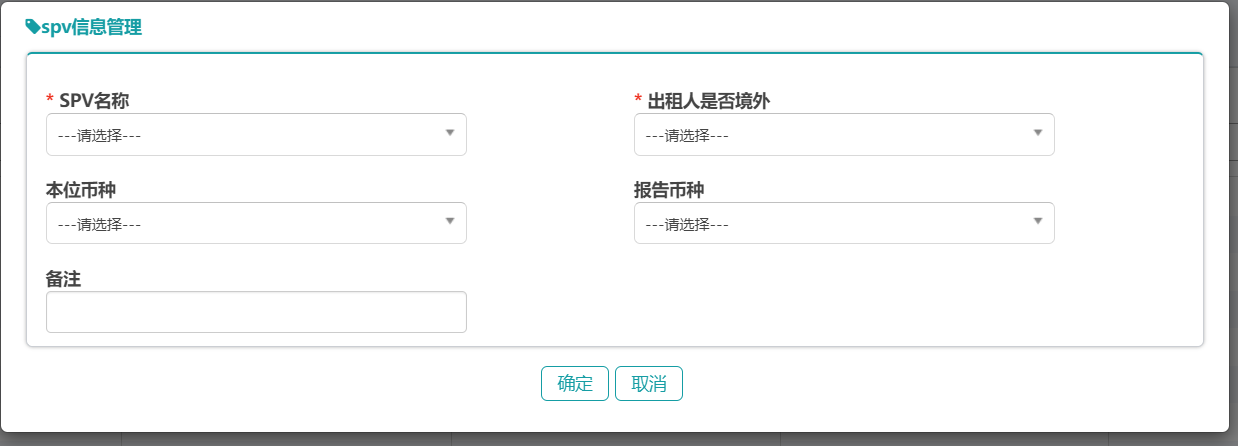 spv信息管理
* SPV名称
* 出租人是否境外
---请选择---
---请选择---
本位币种
报告币种
---请选择---
---请选择---
备注
确定
取消